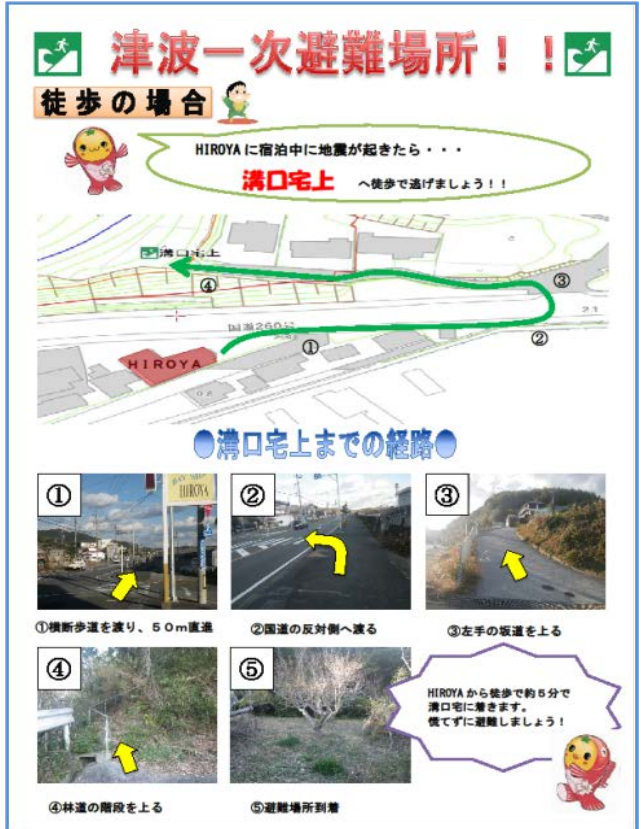 津波一次避難場所！！
徒歩の場合
HIROYAに宿泊中に地震が起きたら・・・
溝口宅上 へ徒歩で逃げましょう！！
溝口宅上
④
③
国道260号
21
①
②
HIROYA
●溝口宅上までの経路●
①
HIROYA
②
③
①横断歩道を渡り、５０ｍ直進
②国道の反対側へ渡る
③左手の坂道を上る
④
⑤
HIROYAから徒歩で約５分で
溝口宅に着きます。
慌てずに避難しましょう！
④林道の階段を上る
⑤避難場所到着